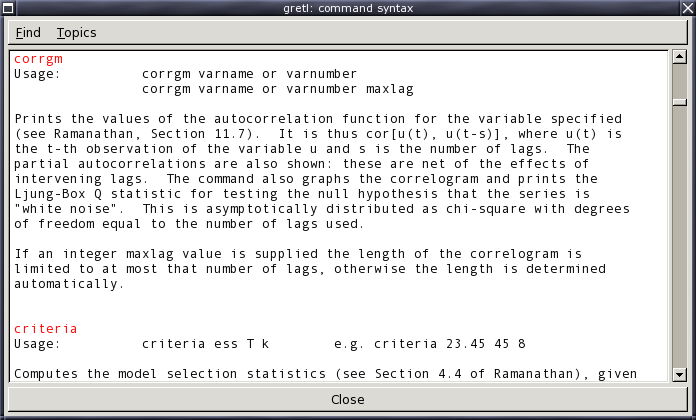 gretl: command syntax
Find Topics
corrgm
Usage: corrgm varname or varnumber
corrgm varname or varnumber maxlag
Prints the values of the autocorrelation function for the variable specified
(see Ramanathan, Section 11.7). It is thus cor[u(t), u(t-s)], where u(t) is
the t-th observation of the variable u and s is the number of lags. The
partial autocorrelations are also shown: these are net of the effects of
intervening lags. The command also graphs the correlogram and prints the
Ljung-Box Q statistic for testing the null hypothesis that the series is
"white noise". This is asymptotically distributed as chi-square with degrees
of freedom equal to the number of lags used.
If an integer maxlag value is supplied the length of the correlogram is
limited to at most that number of lags, otherwise the length is determined
automatically.
criteria
Usage: criteria ess T k e.g. criteria 23.45 45 8
Computes the model selection statistics (see Section 4.4 of Ramanathan), given
Close